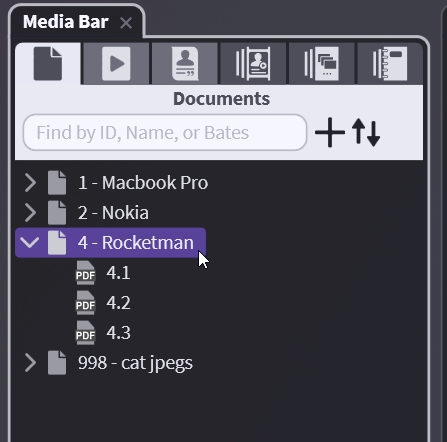 Media Bar
Documents
Find by ID, Name, or Bates
1 - Macbook Pro
2 - Nokia
4 - Rocketman
PDF 4.1
PDF 4.2
PDF 4.3
998 - cat jpegs